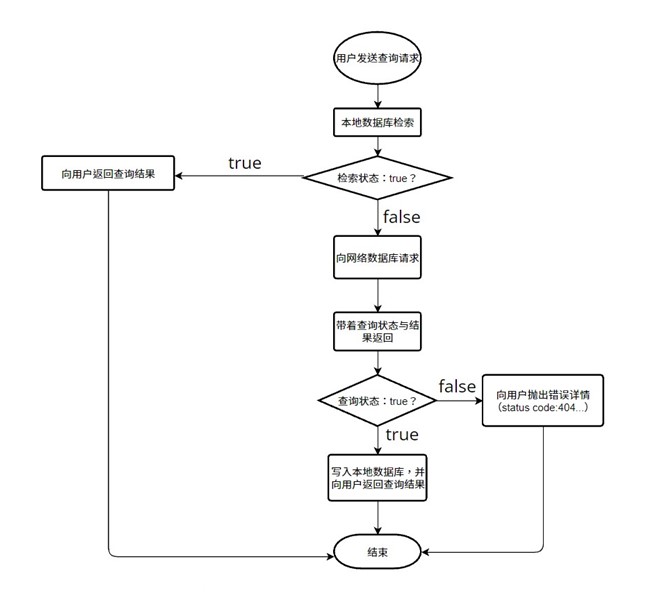 用户发送查询请求
本地数据库检索
检索状态：true？
true
向用户返回查询结果
false
向网络数据库请求
带着查询状态与结
果返回
查询状态：true？
false
向用户抛出错误详情
（status code:404...）
true
写入本地数据库，并
向用户返回查询结果
结束